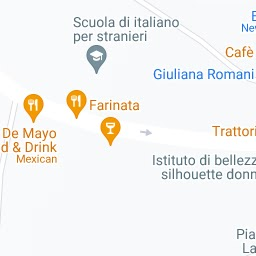 Scuola di italiano
per stranieri
Cafè
Giuliana Romani
Farinata
De Mayo
d & Drink
Mexican
Trattori
Istituto di bellezz
silhouette donn
Pia
La